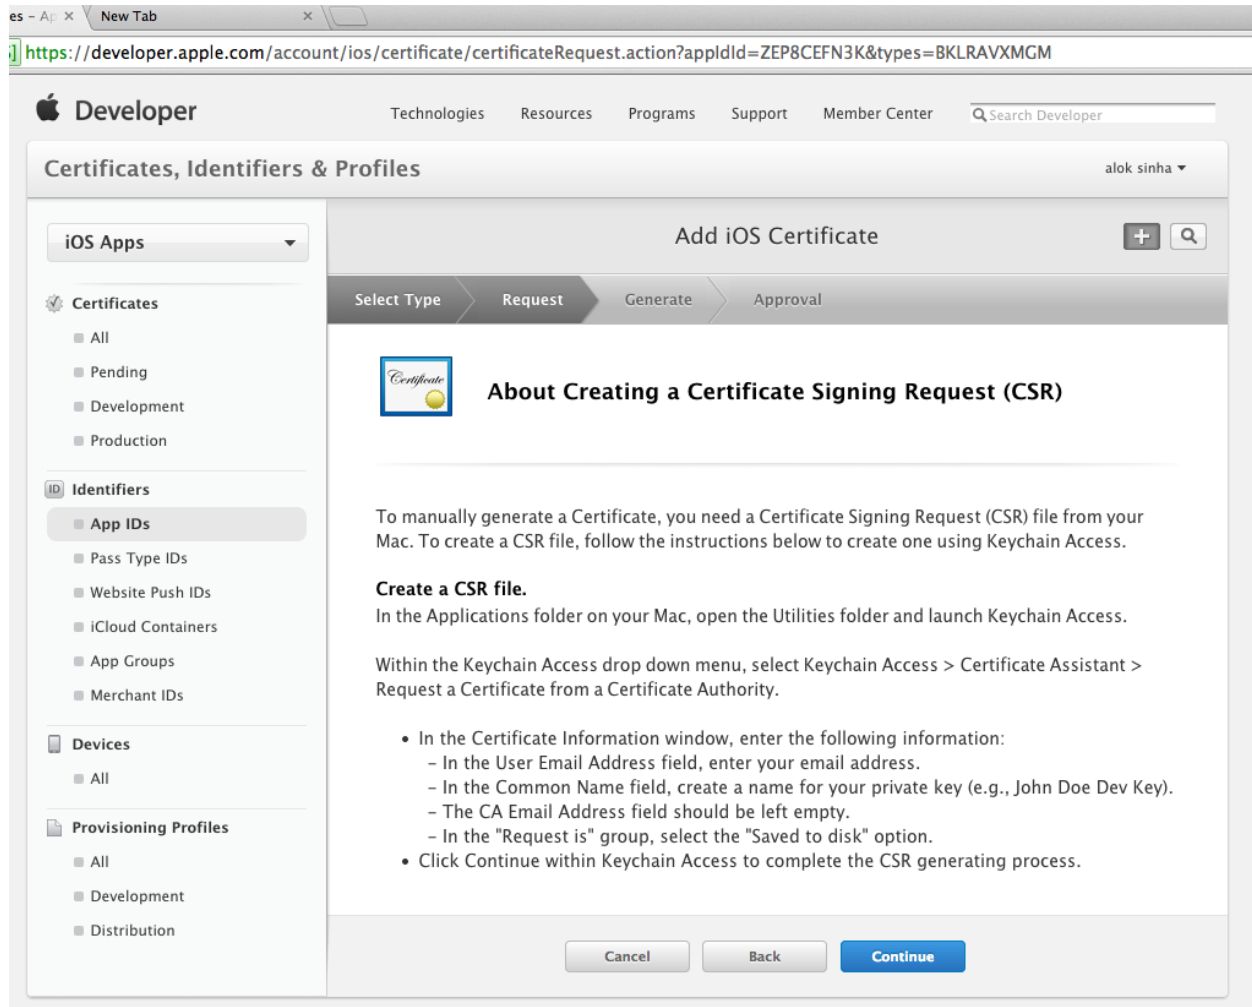 es – Ap
New Tab
https://developer.apple.com/account/ios/certificate/certificateRequest.action?appIdId=ZEP8CEFN3K&types=BKLRAVXMGM
Developer
Technologies
Resources
Programs
Support
Member Center
Search Developer
Certificates, Identifiers & Profiles
alok sinha
iOS Apps
Add iOS Certificate
Select Type
Request
Generate
Approval
Certificates
All
Pending
Development
Production
Identifiers
App IDs
Pass Type IDs
Website Push IDs
iCloud Containers
App Groups
Merchant IDs
Devices
All
Provisioning Profiles
All
Development
Distribution
Certificate
About Creating a Certificate Signing Request (CSR)
To manually generate a Certificate, you need a Certificate Signing Request (CSR) file from your
Mac. To create a CSR file, follow the instructions below to create one using Keychain Access.
Create a CSR file.
In the Applications folder on your Mac, open the Utilities folder and launch Keychain Access.
Within the Keychain Access drop down menu, select Keychain Access > Certificate Assistant >
Request a Certificate from a Certificate Authority.
• In the Certificate Information window, enter the following information:
– In the User Email Address field, enter your email address.
– In the Common Name field, create a name for your private key (e.g., John Doe Dev Key).
– The CA Email Address field should be left empty.
– In the "Request is" group, select the "Saved to disk" option.
• Click Continue within Keychain Access to complete the CSR generating process.
Cancel
Back
Continue